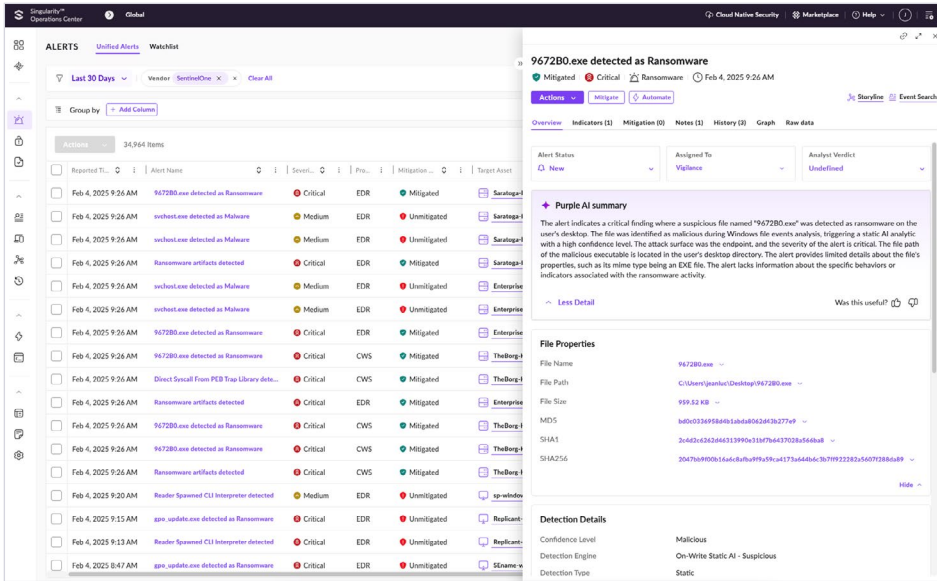 Singularity™
Operations Center
Global
Cloud Native Security
Marketplace
Help
ALERTS
Unified Alerts
Watchlist
Last 30 Days
Vendor SentinelOne × ×
Clear All
Group by + Add Column
Actions
34,964 Items
Reported Ti... Alert Name Severi... Pro... Mitigation ... Target Asset
Feb 4, 2025 9:26 AM 9672B0.exe detected as Ransomware Critical EDR Mitigated Saratoga-
Feb 4, 2025 9:26 AM svchost.exe detected as Malware Medium EDR Unmitigated Saratoga-
Feb 4, 2025 9:26 AM svchost.exe detected as Malware Medium EDR Unmitigated Saratoga-
Feb 4, 2025 9:26 AM Ransomware artifacts detected Critical EDR Mitigated Saratoga-
Feb 4, 2025 9:26 AM svchost.exe detected as Malware Medium EDR Unmitigated Enterprise
Feb 4, 2025 9:26 AM svchost.exe detected as Malware Medium EDR Unmitigated Enterprise
Feb 4, 2025 9:26 AM 9672B0.exe detected as Ransomware Critical EDR Mitigated Enterprise
Feb 4, 2025 9:26 AM 9672B0.exe detected as Ransomware Critical CWS Mitigated TheBorg-
Feb 4, 2025 9:26 AM Direct Syscall From PEB Trap Library dete... Critical CWS Mitigated TheBorg-
Feb 4, 2025 9:26 AM Ransomware artifacts detected Critical EDR Mitigated Enterprise
Feb 4, 2025 9:26 AM 9672B0.exe detected as Ransomware Critical CWS Mitigated TheBorg-
Feb 4, 2025 9:26 AM 9672B0.exe detected as Ransomware Critical CWS Mitigated TheBorg-
Feb 4, 2025 9:26 AM Ransomware artifacts detected Critical CWS Mitigated TheBorg-
Feb 4, 2025 9:20 AM Reader Spawned CLI Interpreter detected Medium EDR Unmitigated sp-window
Feb 4, 2025 9:15 AM gpo_update.exe detected as Ransomware Critical EDR Unmitigated Replicant-
Feb 4, 2025 9:13 AM Reader Spawned CLI Interpreter detected Critical EDR Unmitigated Replicant-
Feb 4, 2025 8:47 AM gpo_update.exe detected as Ransomware Critical EDR Unmitigated SEname-w
9672B0.exe detected as Ransomware
Mitigated Critical Ransomware Feb 4, 2025 9:26 AM
Actions Mitigate Automate Storyline Event Search
Overview Indicators (1) Mitigation (0) Notes (1) History (3) Graph Raw data
Alert Status Assigned To Analyst Verdict
New Vigilance Undefined
Purple AI summary
The alert indicates a critical finding where a suspicious file named "9672B0.exe" was detected as ransomware on the
user's desktop. The file was identified as malicious during Windows file events analysis, triggering a static AI analytic
with a high confidence level. The attack surface was the endpoint, and the severity of the alert is critical. The file path
of the malicious executable is located in the user's desktop directory. The alert provides limited details about the file's
properties, such as its mime type being an EXE file. The alert lacks information about the specific behaviors or
indicators associated with the ransomware activity.
Less Detail Was this useful?
File Properties
File Name 9672B0.exe
File Path C:\Users\jeanluc\Desktop\9672B0.exe
File Size 959.52 KB
MD5 bd0c0336958d4b1abda8062d43b277e9
SHA1 2c4d2c6262d46313990e31bf7b6437028a566ba8
SHA256 2047bb9f00b16a6c8afba9f9a59ca4173a644b6c3b7ff922282a5607f288da89
Hide
Detection Details
Confidence Level Malicious
Detection Engine On-Write Static AI - Suspicious
Detection Type Static